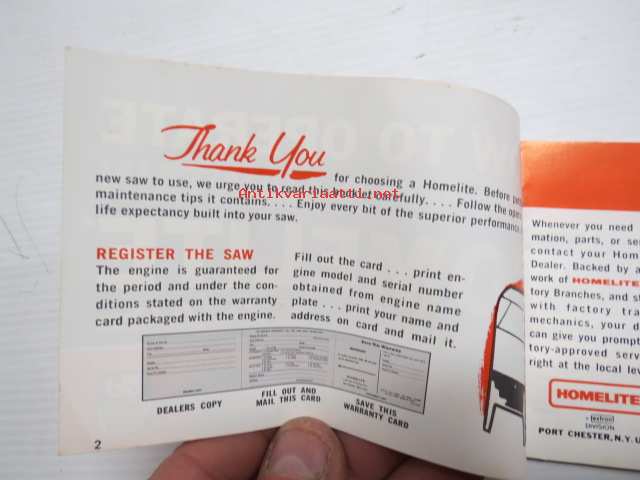 Thank You
for choosing a Homelite. Before
new saw to use, we urge you to read this booklet carefully. . . . Follow the
maintenance tips it contains. . . . Enjoy every bit of the superior performance
life expectancy built into your saw.
Antikvariaatti.net
REGISTER THE SAW
The engine is guaranteed for
the period and under the con-
ditions stated on the warranty
card packaged with the engine.
Fill out the card . . . print en-
gine model and serial number
obtained from engine name
plate . . . print your name and
address on card and mail it.
DEALERS COPY
FILL OUT AND
MAIL THIS CARD
SAVE THIS
WARRANTY CARD
2
Whenever you need
mation, parts, or
contact your Hom
Dealer. Backed by a
work of HOMELITE
tory Branches, and
with factory tra
mechanics, your
can give you prompt
tory-approved serv
right at the local
HOMELITE
a textron
DIVISION
PORT CHESTER, N.Y.